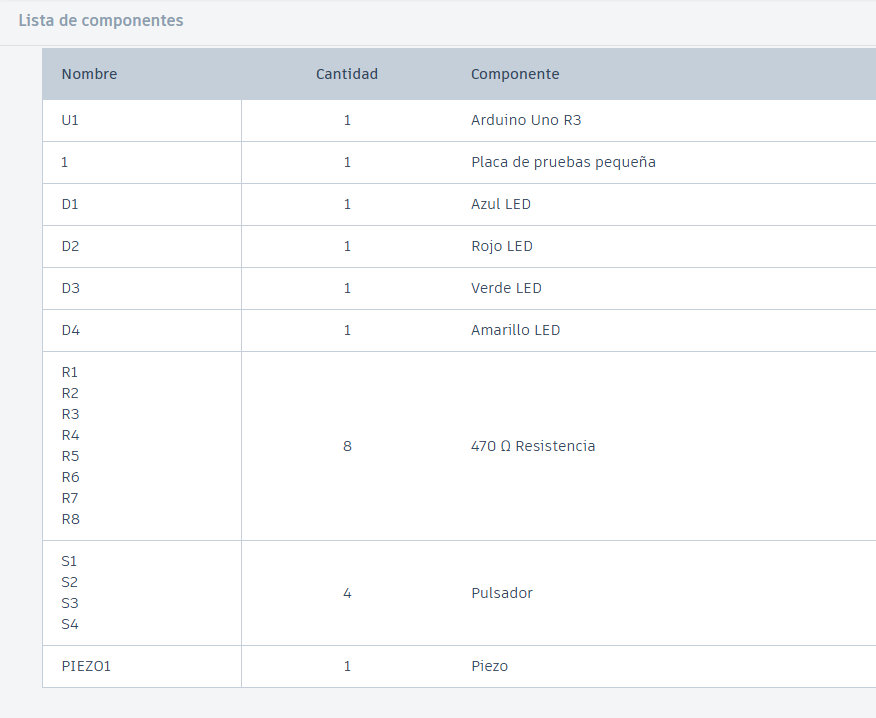 Lista de componentes
Nombre Cantidad Componente
U1 1 Arduino Uno R3
1 1 Placa de pruebas pequeña
D1 1 Azul LED
D2 1 Rojo LED
D3 1 Verde LED
D4 1 Amarillo LED
R1
R2
R3
R4
R5
R6
R7
R8
8 470 Ω Resistencia
S1
S2
S3
S4
4 Pulsador
PIEZO1 1 Piezo